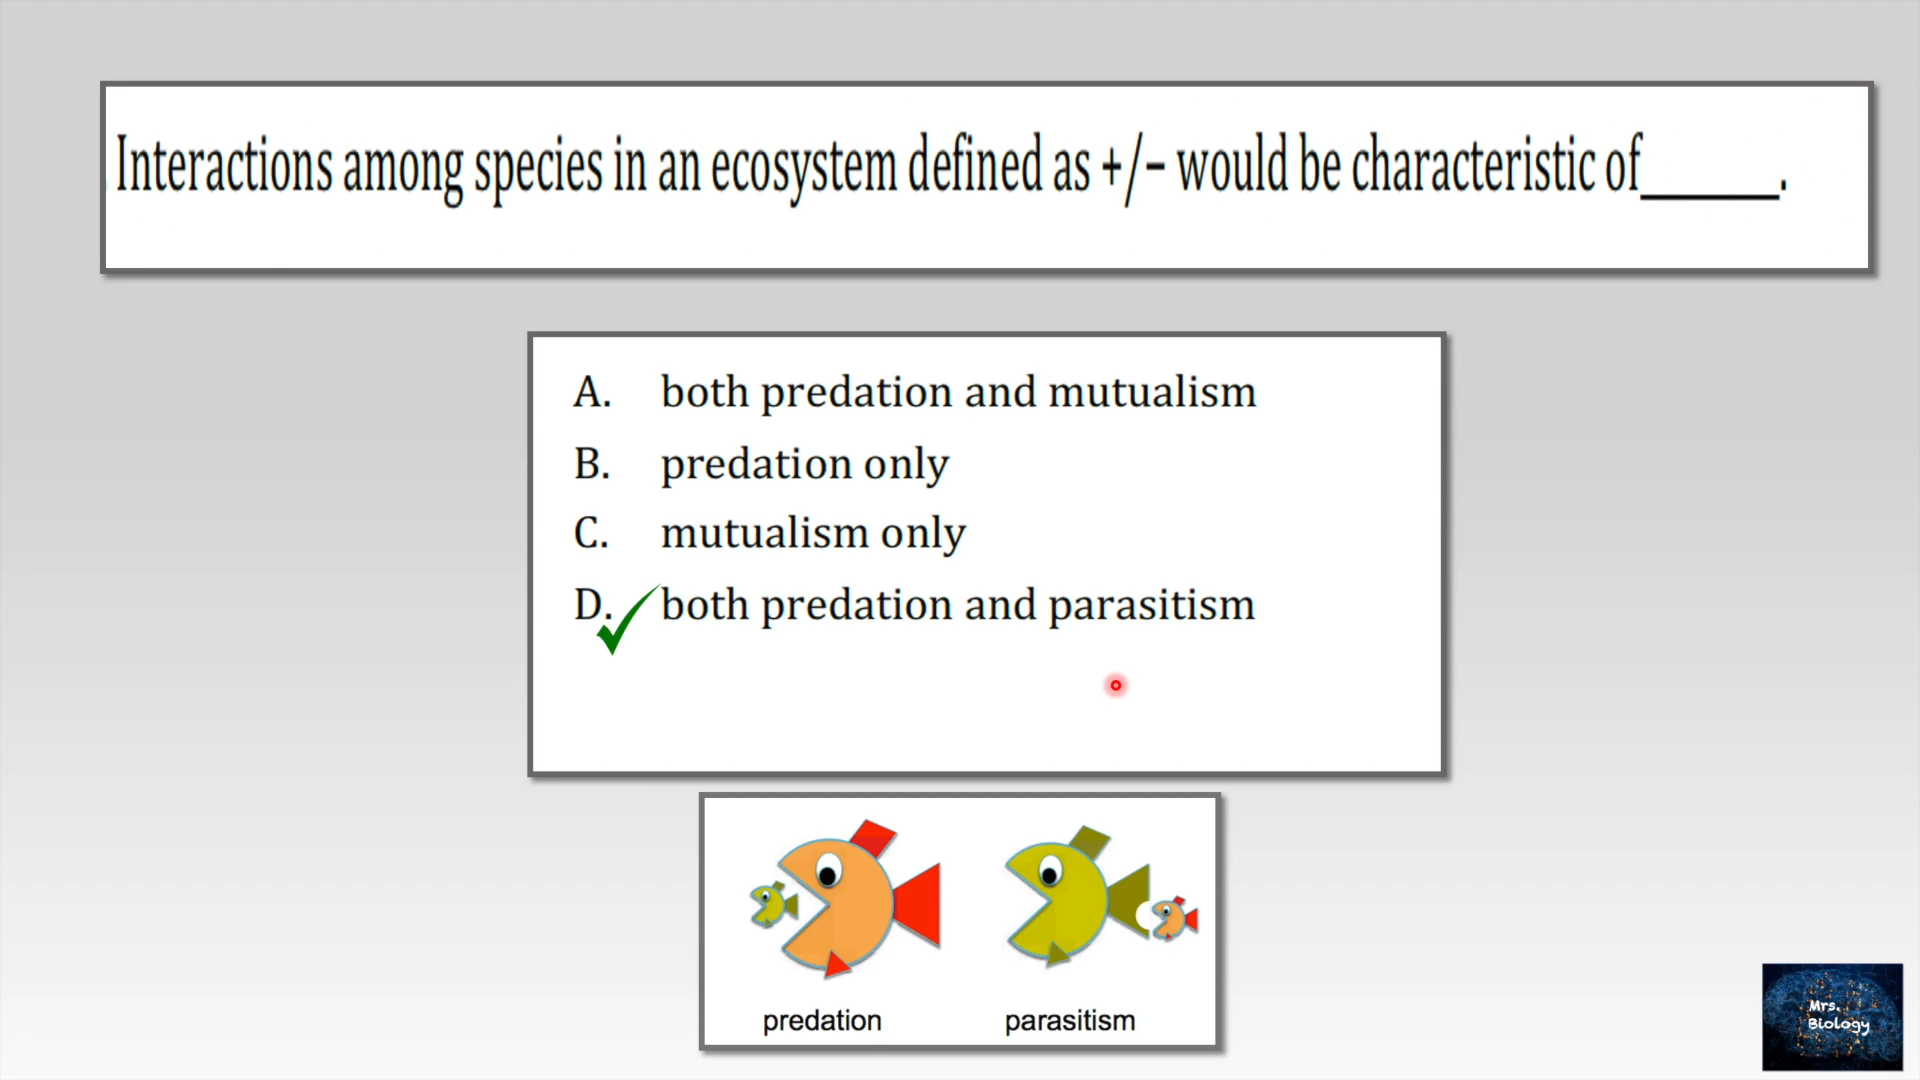 Interactions among species in an ecosystem defined as +/− would be characteristic of______.
A. both predation and mutualism
B. predation only
C. mutualism only
D. both predation and parasitism
predation parasitism
Mrs.
Biology